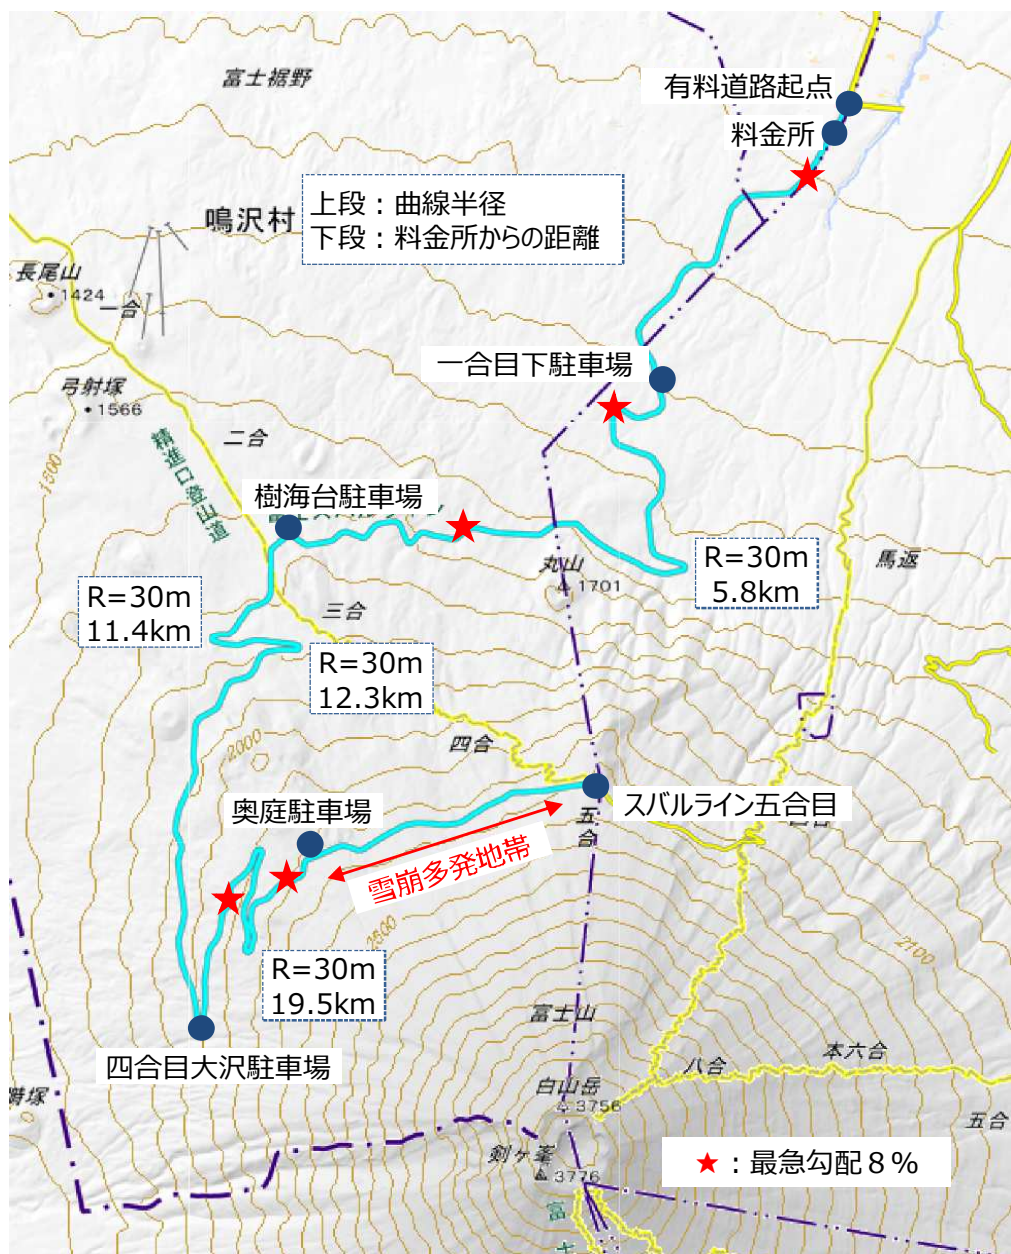 有料道路起点
富士裾野
料金所
上段：曲線半径
下段：料金所からの距離
鳴沢村
長尾山
・1424
一合
一合目下駐車場
弓射塚
・1566
二合
1500
精進口登山道
樹海台駐車場
丸山
1701
R=30m
5.8km
馬返
R=30m
11.4km
三合
R=30m
12.3km
四合
2000
奥庭駐車場
スバルライン五合目
五合
雪崩多発地帯
2500
2100
R=30m
19.5km
富士山
四合目大沢駐車場
八合
本六合
白山岳
3756
五合
剣ヶ峯
3776
★：最急勾配８％
富士